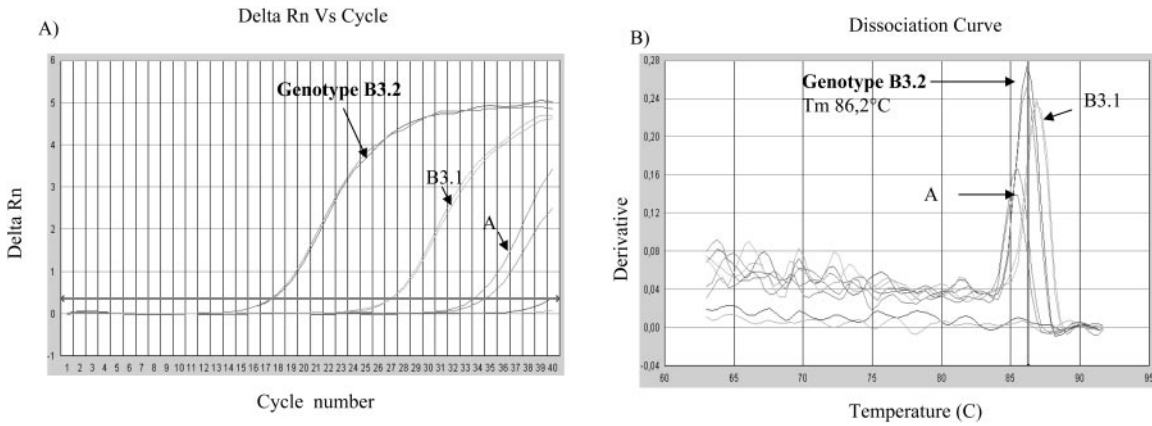 A)
Delta Rn Vs Cycle
Delta Rn
6
5
4
3
2
1
0
-1
Genotype B3.2
B3.1
A
1 2 3 4 5 6 7 8 9 10 11 12 13 14 15 16 17 18 19 20 21 22 23 24 25 26 27 28 29 30 31 32 33 34 35 36 37 38 39 40
Cycle number
B)
Dissociation Curve
Derivative
0,28
0,24
0,20
0,16
0,12
0,08
0,04
0,00
-0,04
Genotype B3.2
Tm 86,2°C
B3.1
A
60 65 70 75 80 85 90 95
Temperature (C)